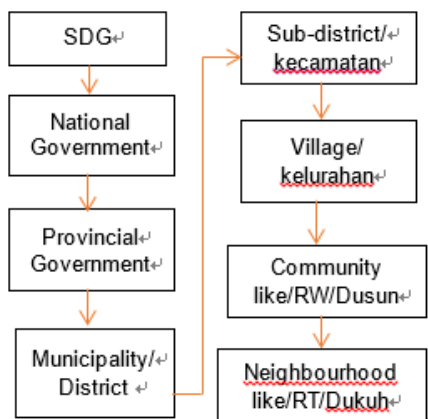 SDG
National
Government
Provincial
Government
Municipality/
District
Sub-district/
kecamatan
Village/
kelurahan
Community
like/RW/Dusun
Neighbourhood
like/RT/Dukuh